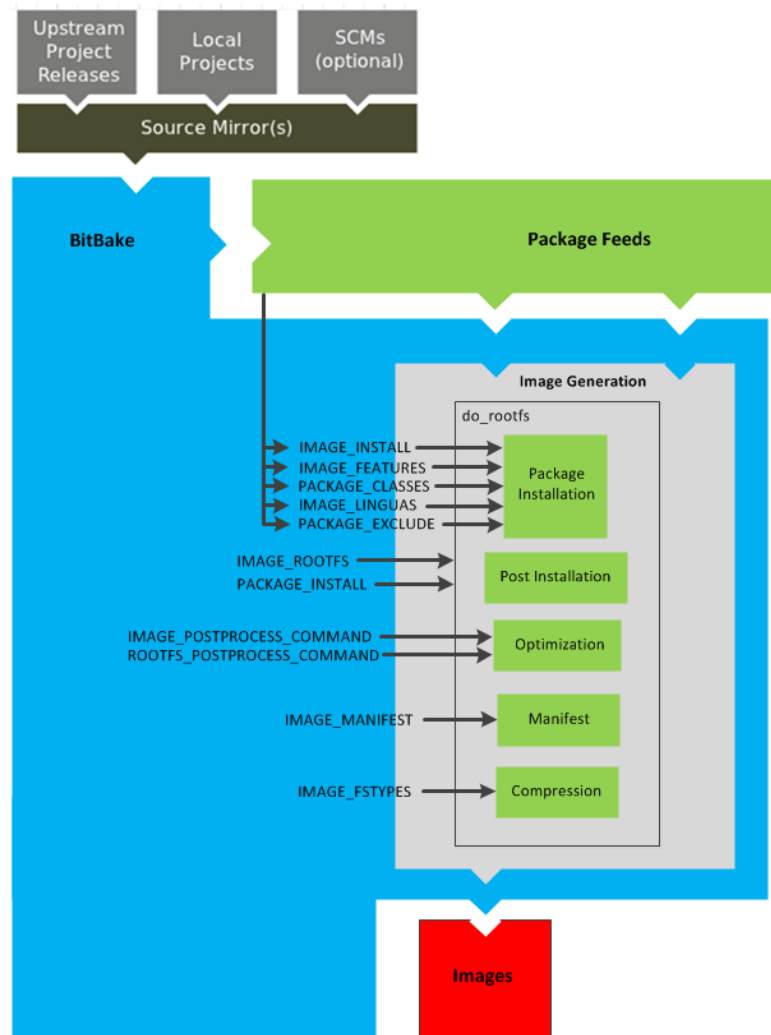 Upstream
Project
Releases
Local
Projects
SCMs
(optional)
Source Mirror(s)
BitBake
Package Feeds
Image Generation
do_rootfs
IMAGE_INSTALL
IMAGE_FEATURES
PACKAGE_CLASSES
IMAGE_LINGUAS
PACKAGE_EXCLUDE
Package
Installation
IMAGE_ROOTFS
PACKAGE_INSTALL
Post Installation
IMAGE_POSTPROCESS_COMMAND
ROOTFS_POSTPROCESS_COMMAND
Optimization
IMAGE_MANIFEST
Manifest
IMAGE_FSTYPES
Compression
Images